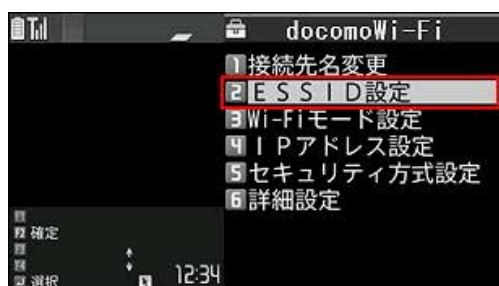 docomoWi-Fi
1接続先名変更
2ESSID設定
3Wi-Fiモード設定
4IPアドレス設定
5セキュリティ方式設定
6詳細設定
F2 確定
選択
12:34